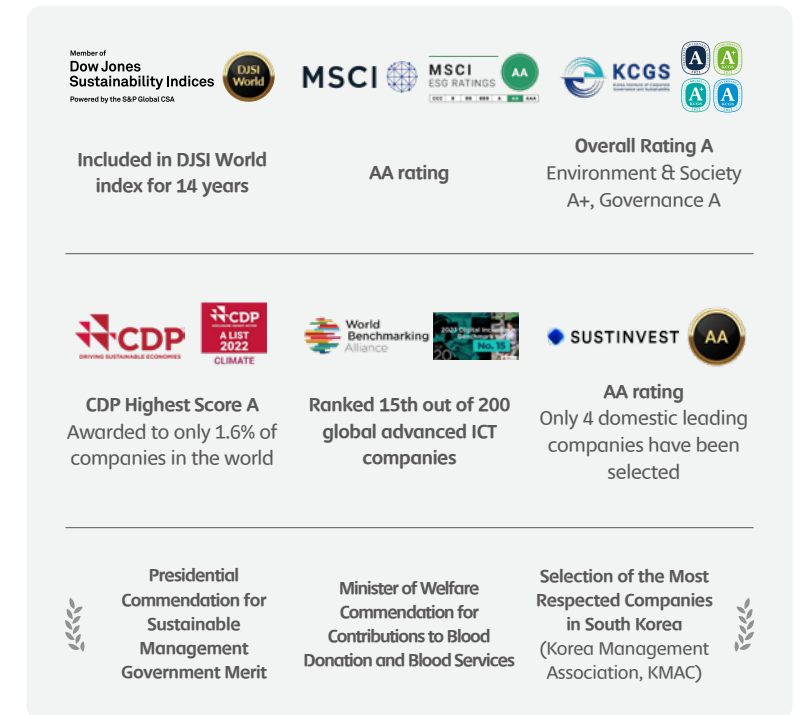 Member of
Dow Jones
Sustainability Indices
Powered by the S&P Global CSA
DJSI
World
MSCI
MSCI
ESG RATINGS
AA
CCC B BB BBB A AA AAA
KCGS
A
A+
A+
A
Included in DJSI World
index for 14 years
AA rating
Overall Rating A
Environment & Society
A+, Governance A
CDP
DRIVING SUSTAINABLE ECONOMIES
CDP
A LIST
2022
CLIMATE
World
Benchmarking
Alliance
No. 15
SUSTINVEST
AA
CDP Highest Score A
Awarded to only 1.6% of
companies in the world
Ranked 15th out of 200
global advanced ICT
companies
AA rating
Only 4 domestic leading
companies have been
selected
Presidential
Commendation for
Sustainable
Management
Government Merit
Minister of Welfare
Commendation for
Contributions to Blood
Donation and Blood Services
Selection of the Most
Respected Companies
in South Korea
(Korea Management
Association, KMAC)